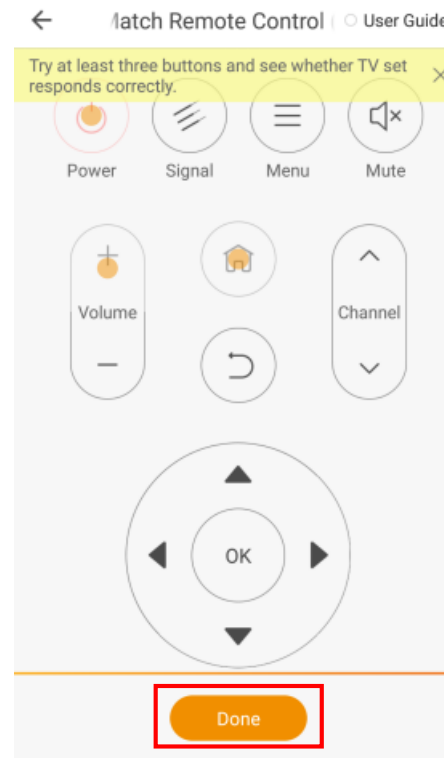 Match Remote Control
User Guide
Try at least three buttons and see whether TV set
responds correctly.
Power
Signal
Menu
Mute
Volume
Channel
OK
Done